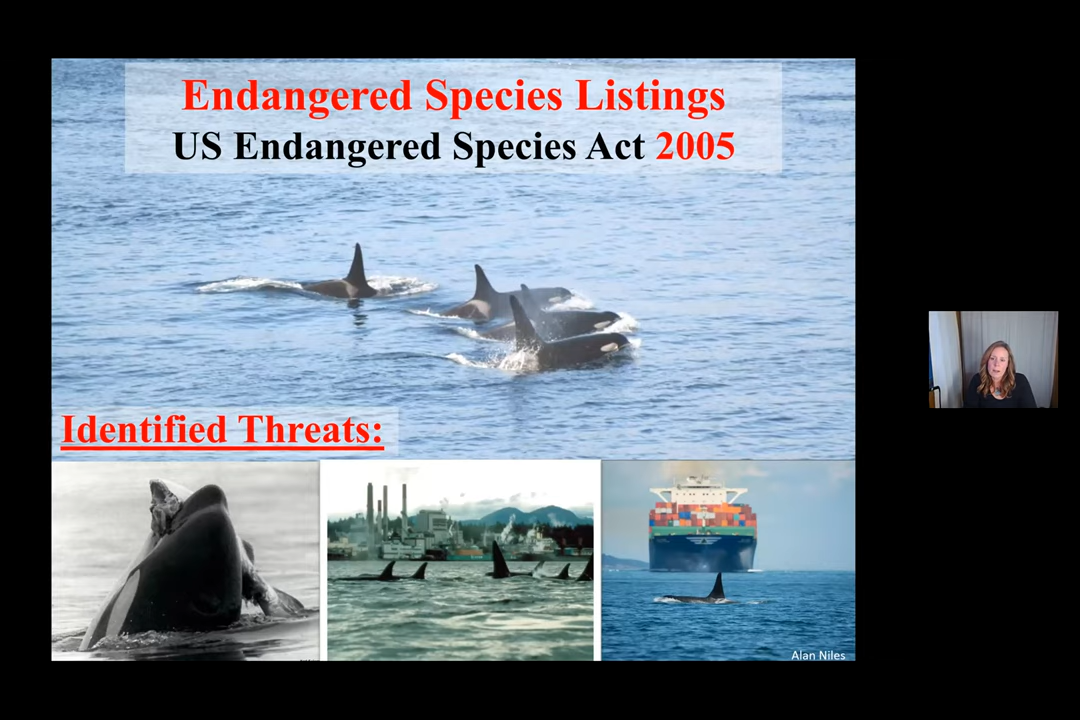 Endangered Species Listings
US Endangered Species Act 2005
Identified Threats:
Alan Niles